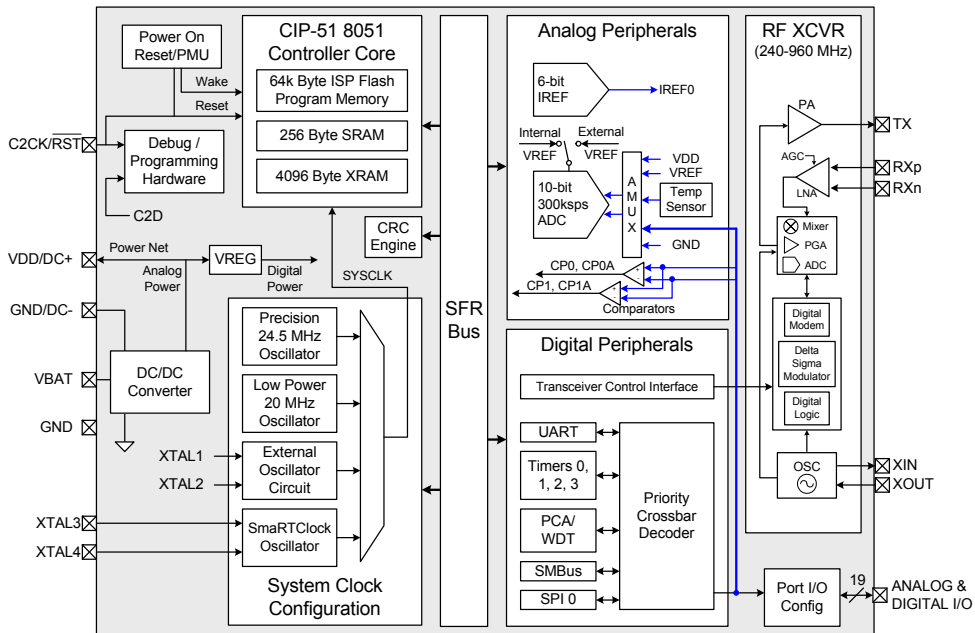 Power On
Reset/PMU
Wake
Reset
C2CK/RST
Debug /
Programming
Hardware
C2D
CIP-51 8051
Controller Core
64k Byte ISP Flash
Program Memory
256 Byte SRAM
4096 Byte XRAM
CRC
Engine
VDD/DC+
Power Net
VREG
Analog
Power
Digital
Power
SYSCLK
GND/DC-
VBAT
DC/DC
Converter
GND
Precision
24.5 MHz
Oscillator
Low Power
20 MHz
Oscillator
XTAL1
XTAL2
External
Oscillator
Circuit
XTAL3
XTAL4
SmaRTClock
Oscillator
System Clock
Configuration
SFR
Bus
Analog Peripherals
6-bit
IREF
IREF0
Internal
VREF
External
VREF
10-bit
300ksps
ADC
A
M
U
X
VDD
VREF
Temp
Sensor
GND
CP0, CP0A
CP1, CP1A
+
-
+
-
Comparators
Digital Peripherals
Transceiver Control Interface
UART
Timers 0,
1, 2, 3
PCA/
WDT
SMBus
SPI 0
Priority
Crossbar
Decoder
RF XCVR
(240-960 MHz)
PA
TX
AGC
LNA
RXp
RXn
Mixer
PGA
ADC
Digital
Modem
Delta
Sigma
Modulator
Digital
Logic
OSC
XIN
XOUT
Port I/O
Config
19
ANALOG &
DIGITAL I/O